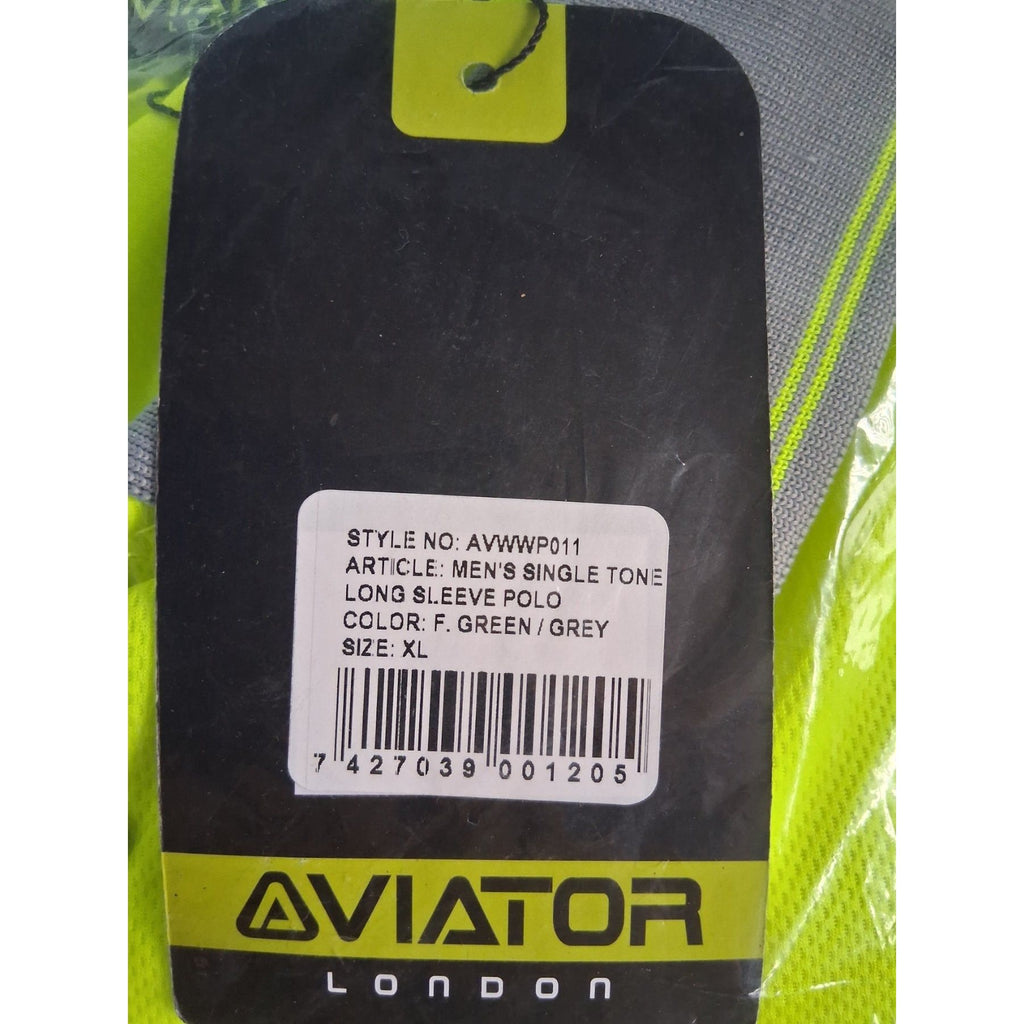 STYLE NO: AVWWP011
ARTICLE: MEN'S SINGLE TONE
LONG SLEEVE POLO
COLOR: F. GREEN / GREY
SIZE: XL
7 427039 001205
AVIATOR
LONDON